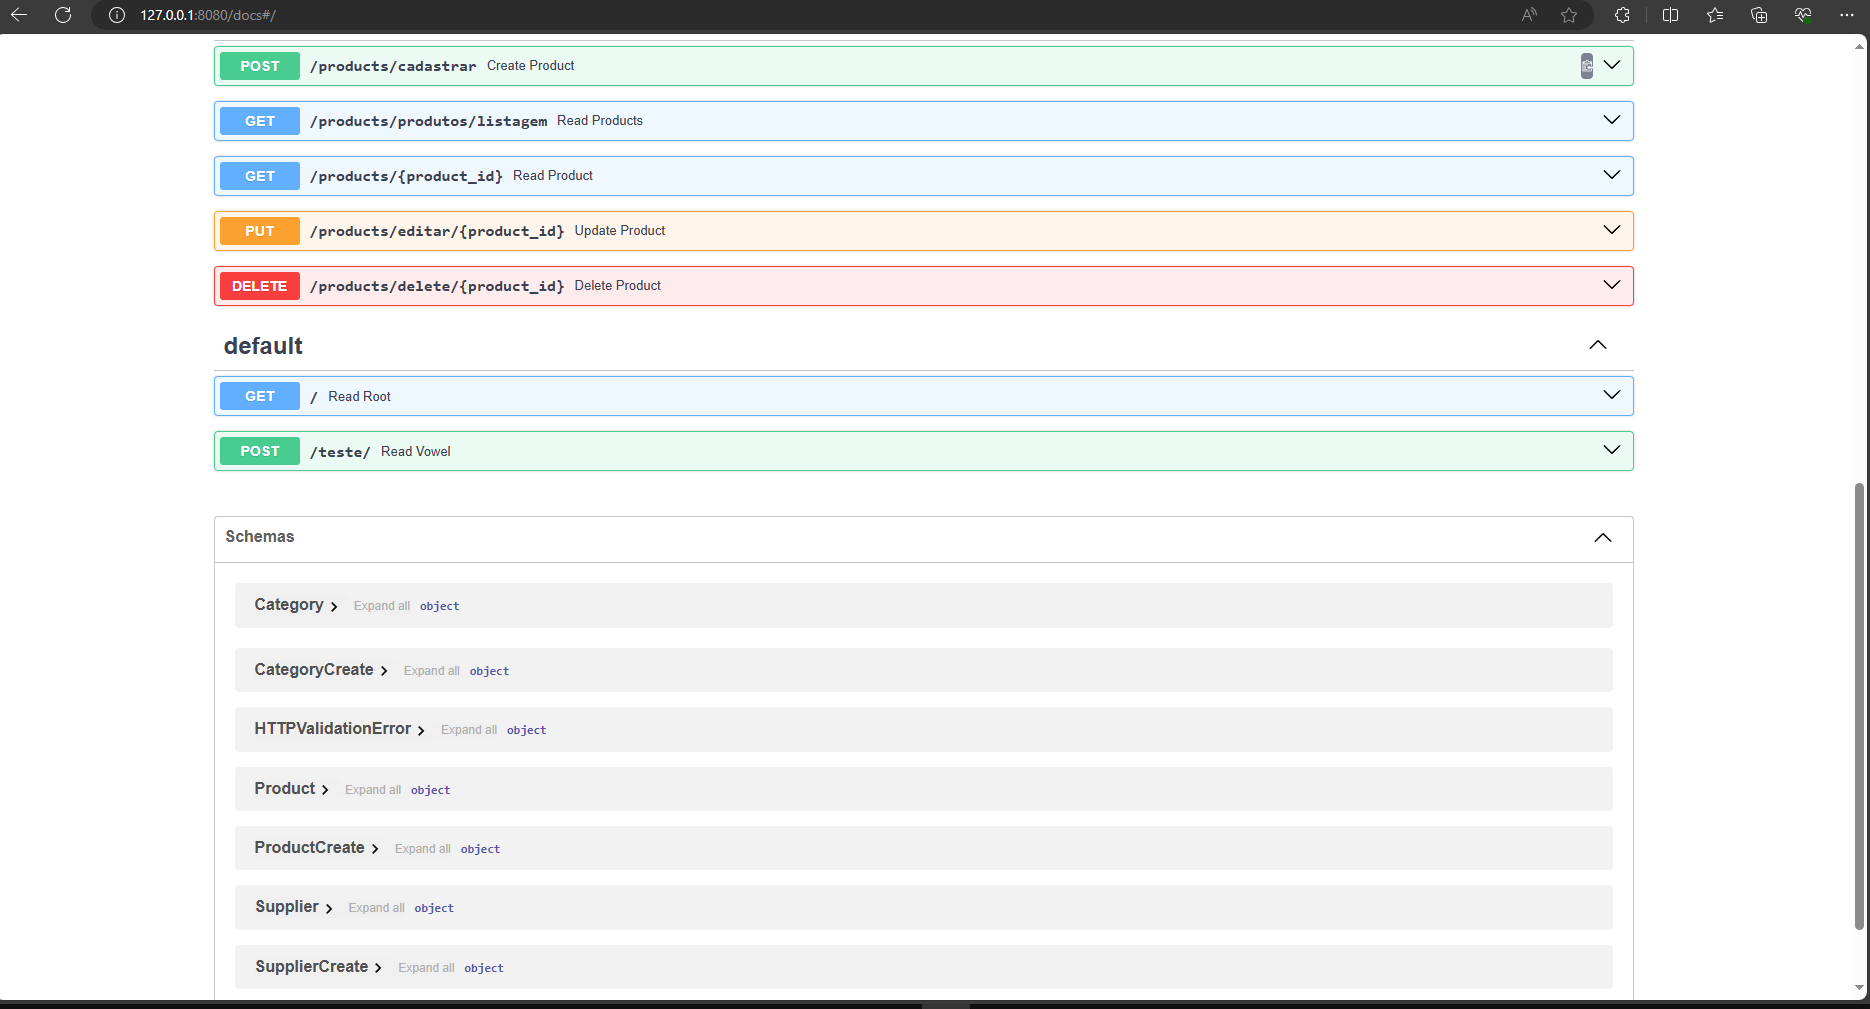 127.0.0.1:8080/docs#/
POST /products/cadastrar Create Product
GET /products/produtos/listagem Read Products
GET /products/{product_id} Read Product
PUT /products/editar/{product_id} Update Product
DELETE /products/delete/{product_id} Delete Product
default
GET / Read Root
POST /teste/ Read Vowel
Schemas
Category Expand all object
CategoryCreate Expand all object
HTTPValidationError Expand all object
Product Expand all object
ProductCreate Expand all object
Supplier Expand all object
SupplierCreate Expand all object